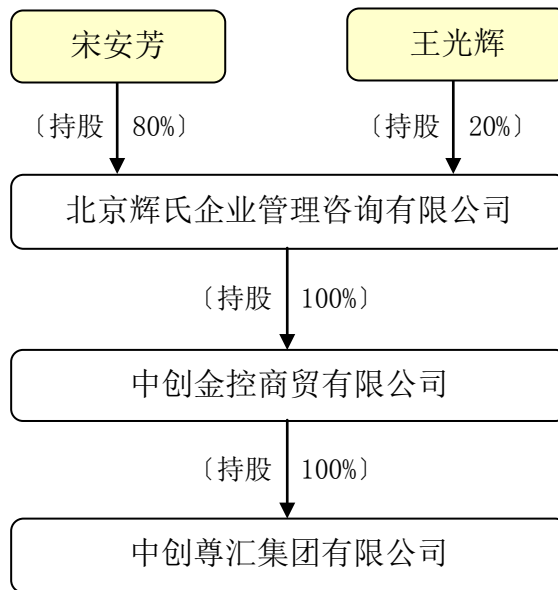 宋安芳
王光辉
〔持股 80%〕
〔持股 20%〕
北京辉氏企业管理咨询有限公司
〔持股 100%〕
中创金控商贸有限公司
〔持股 100%〕
中创尊汇集团有限公司